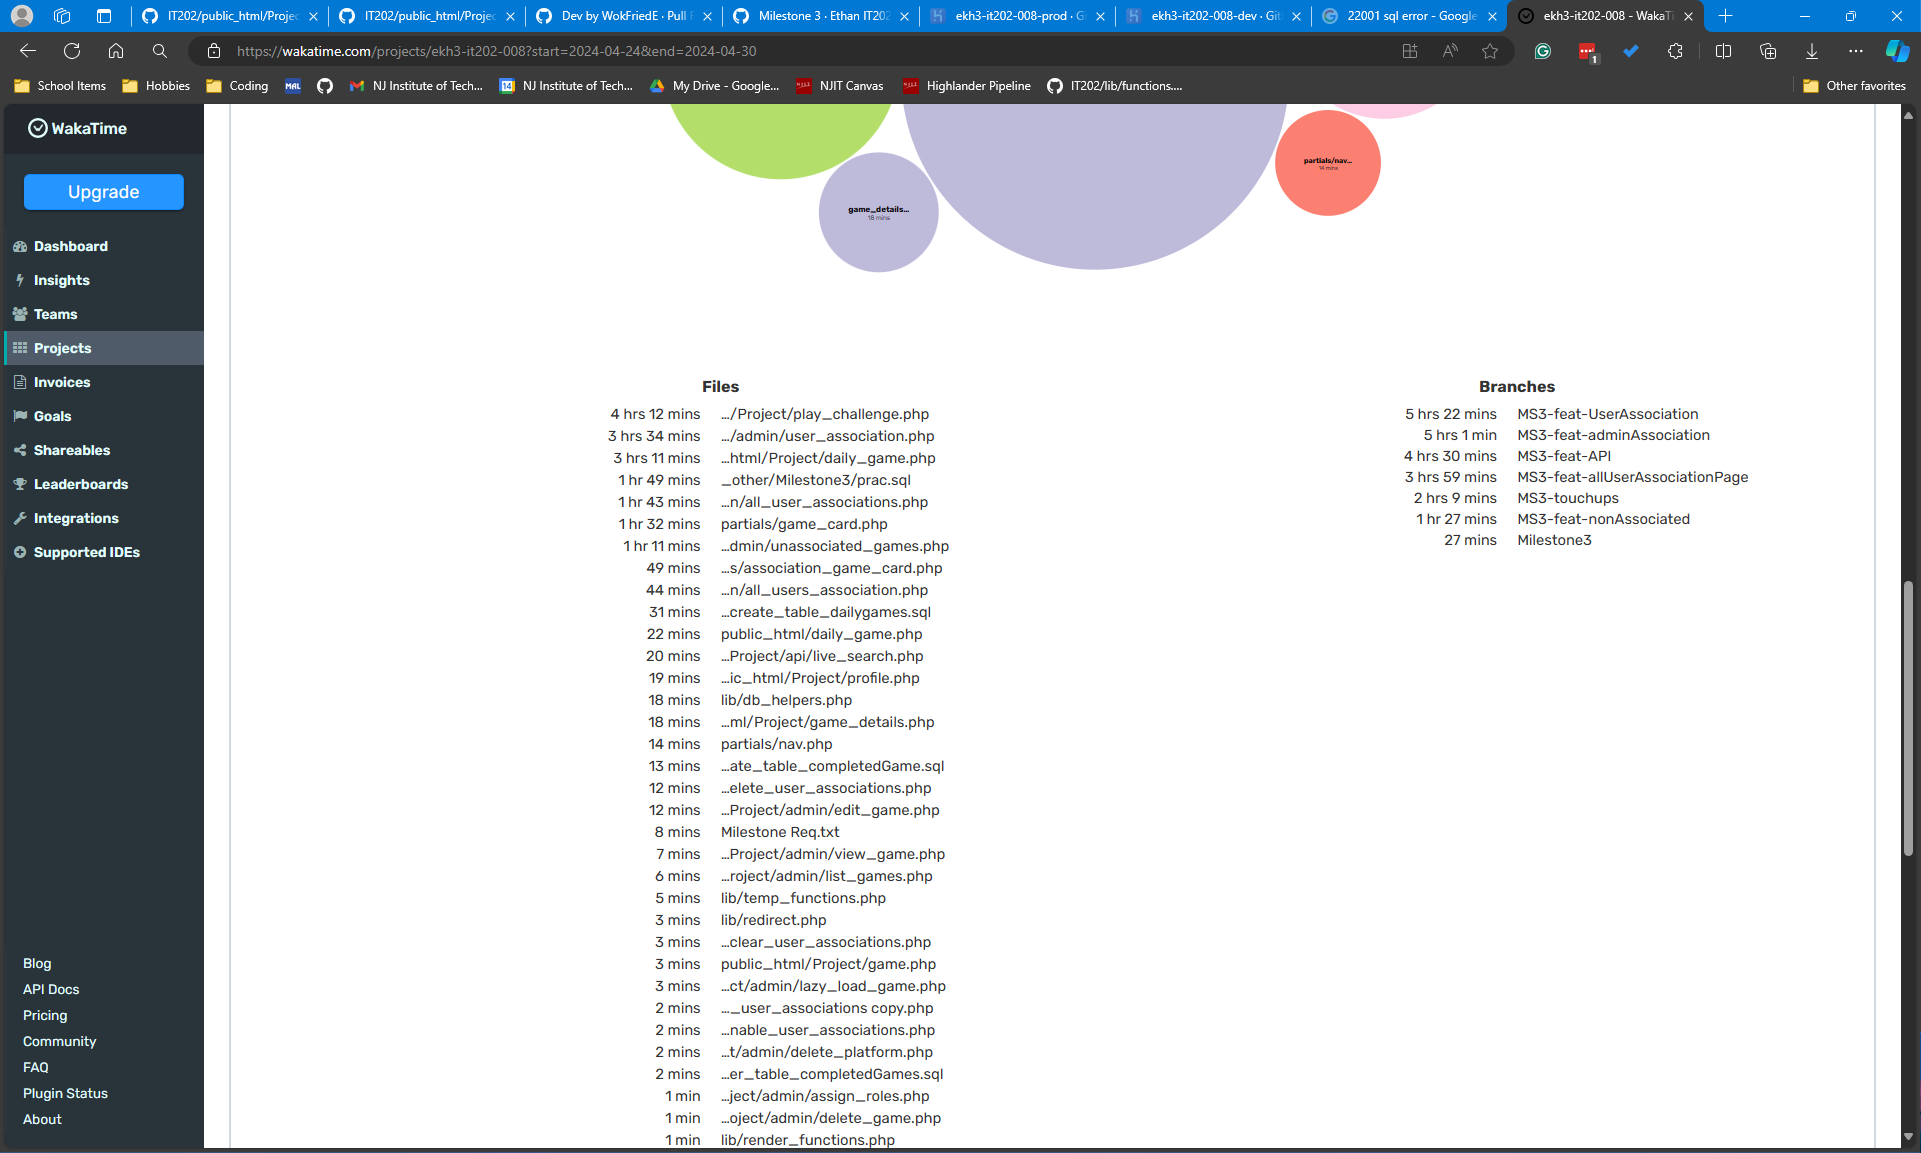 IT202/public_html/Projec
IT202/public_html/Projec
Dev by WokFriedE · Pull F
Milestone 3 · Ethan IT202
ekh3-it202-008-prod · Gi
ekh3-it202-008-dev · Git
22001 sql error - Google
ekh3-it202-008 - WakaTi
https://wakatime.com/projects/ekh3-it202-008?start=2024-04-24&end=2024-04-30
1
School Items
Hobbies
Coding
MAL
NJ Institute of Tech...
14
NJ Institute of Tech...
My Drive - Google...
NJIT
NJIT Canvas
NJIT
Highlander Pipeline
IT202/lib/functions....
Other favorites
WakaTime
Upgrade
Dashboard
Insights
Teams
Projects
Invoices
Goals
Shareables
Leaderboards
Integrations
Supported IDEs
Blog
API Docs
Pricing
Community
FAQ
Plugin Status
About
partials/nav...
14 mins
game_details...
18 mins
Files
4 hrs 12 mins …/Project/play_challenge.php
3 hrs 34 mins …/admin/user_association.php
3 hrs 11 mins …html/Project/daily_game.php
1 hr 49 mins _other/Milestone3/prac.sql
1 hr 43 mins …n/all_user_associations.php
1 hr 32 mins partials/game_card.php
1 hr 11 mins …dmin/unassociated_games.php
49 mins …s/association_game_card.php
44 mins …n/all_users_association.php
31 mins …create_table_dailygames.sql
22 mins public_html/daily_game.php
20 mins …Project/api/live_search.php
19 mins …ic_html/Project/profile.php
18 mins lib/db_helpers.php
18 mins …ml/Project/game_details.php
14 mins partials/nav.php
13 mins …ate_table_completedGame.sql
12 mins …elete_user_associations.php
12 mins …Project/admin/edit_game.php
8 mins Milestone Req.txt
7 mins …Project/admin/view_game.php
6 mins …roject/admin/list_games.php
5 mins lib/temp_functions.php
3 mins lib/redirect.php
3 mins …clear_user_associations.php
3 mins public_html/Project/game.php
3 mins …ct/admin/lazy_load_game.php
2 mins …_user_associations copy.php
2 mins …nable_user_associations.php
2 mins …t/admin/delete_platform.php
2 mins …er_table_completedGames.sql
1 min …ject/admin/assign_roles.php
1 min …oject/admin/delete_game.php
1 min lib/render_functions.php
Branches
5 hrs 22 mins MS3-feat-UserAssociation
5 hrs 1 min MS3-feat-adminAssociation
4 hrs 30 mins MS3-feat-API
3 hrs 59 mins MS3-feat-allUserAssociationPage
2 hrs 9 mins MS3-touchups
1 hr 27 mins MS3-feat-nonAssociated
27 mins Milestone3